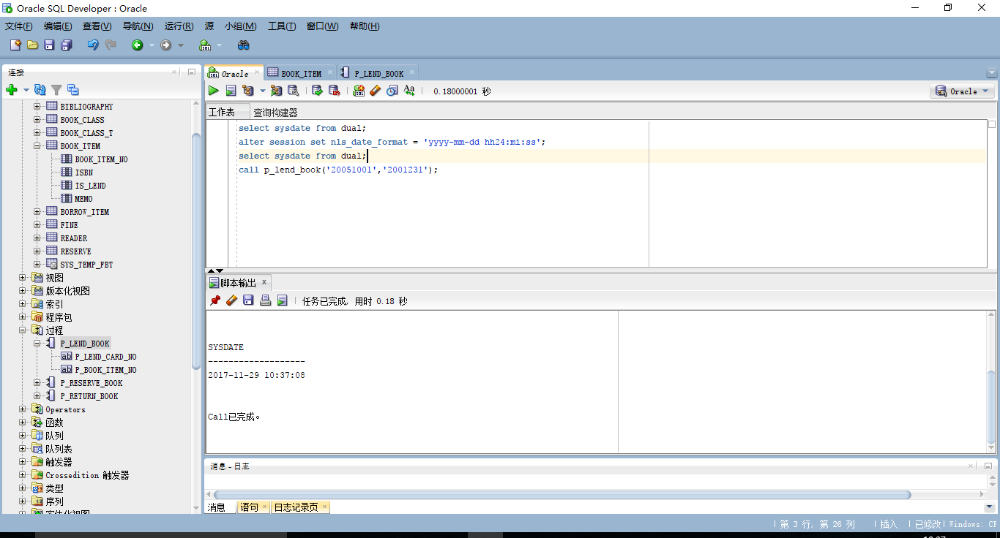 Oracle SQL Developer : Oracle
文件(F) 编辑(E) 查看(V) 导航(N) 运行(R) 源 小组(M) 工具(T) 窗口(W) 帮助(H)
连接
BIBLIOGRAPHY
BOOK_CLASS
BOOK_CLASS_T
BOOK_ITEM
BOOK_ITEM_NO
ISBN
IS_LEND
MEMO
BORROW_ITEM
FINE
READER
RESERVE
SYS_TEMP_FBT
视图
版本化视图
索引
程序包
过程
P_LEND_BOOK
P_LEND_CARD_NO
P_BOOK_ITEM_NO
P_RESERVE_BOOK
P_RETURN_BOOK
Operators
函数
队列
队列表
触发器
Crossedition 触发器
类型
序列
Oracle BOOK_ITEM P_LEND_BOOK
0.18000001 秒 Oracle
工作表 查询构建器
select sysdate from dual;
alter session set nls_date_format = 'yyyy-mm-dd hh24:mi:ss';
select sysdate from dual;
call p_lend_book('20051001','2001231');
脚本输出
任务已完成, 用时 0.18 秒
SYSDATE
-------------------
2017-11-29 10:37:08
Call已完成。
消息 - 日志
消息 语句 日志记录页
第 3 行, 第 26 列 插入 已修改 Windows: CF